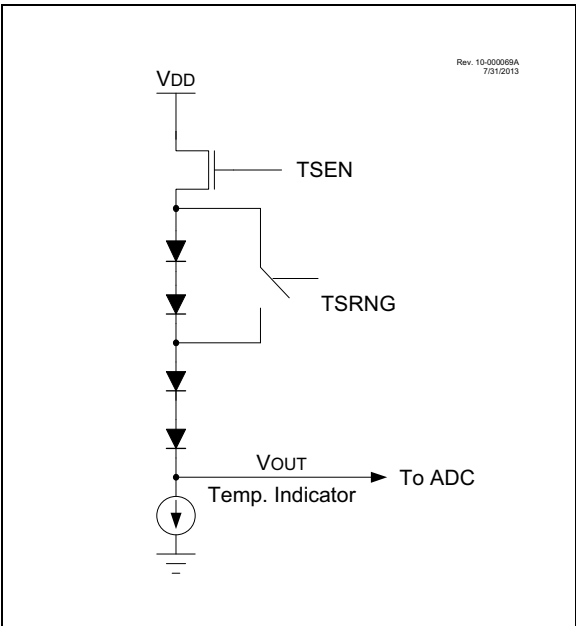 Rev. 10-000069A
7/31/2013
VDD
TSEN
TSRNG
VOUT
Temp. Indicator
To ADC